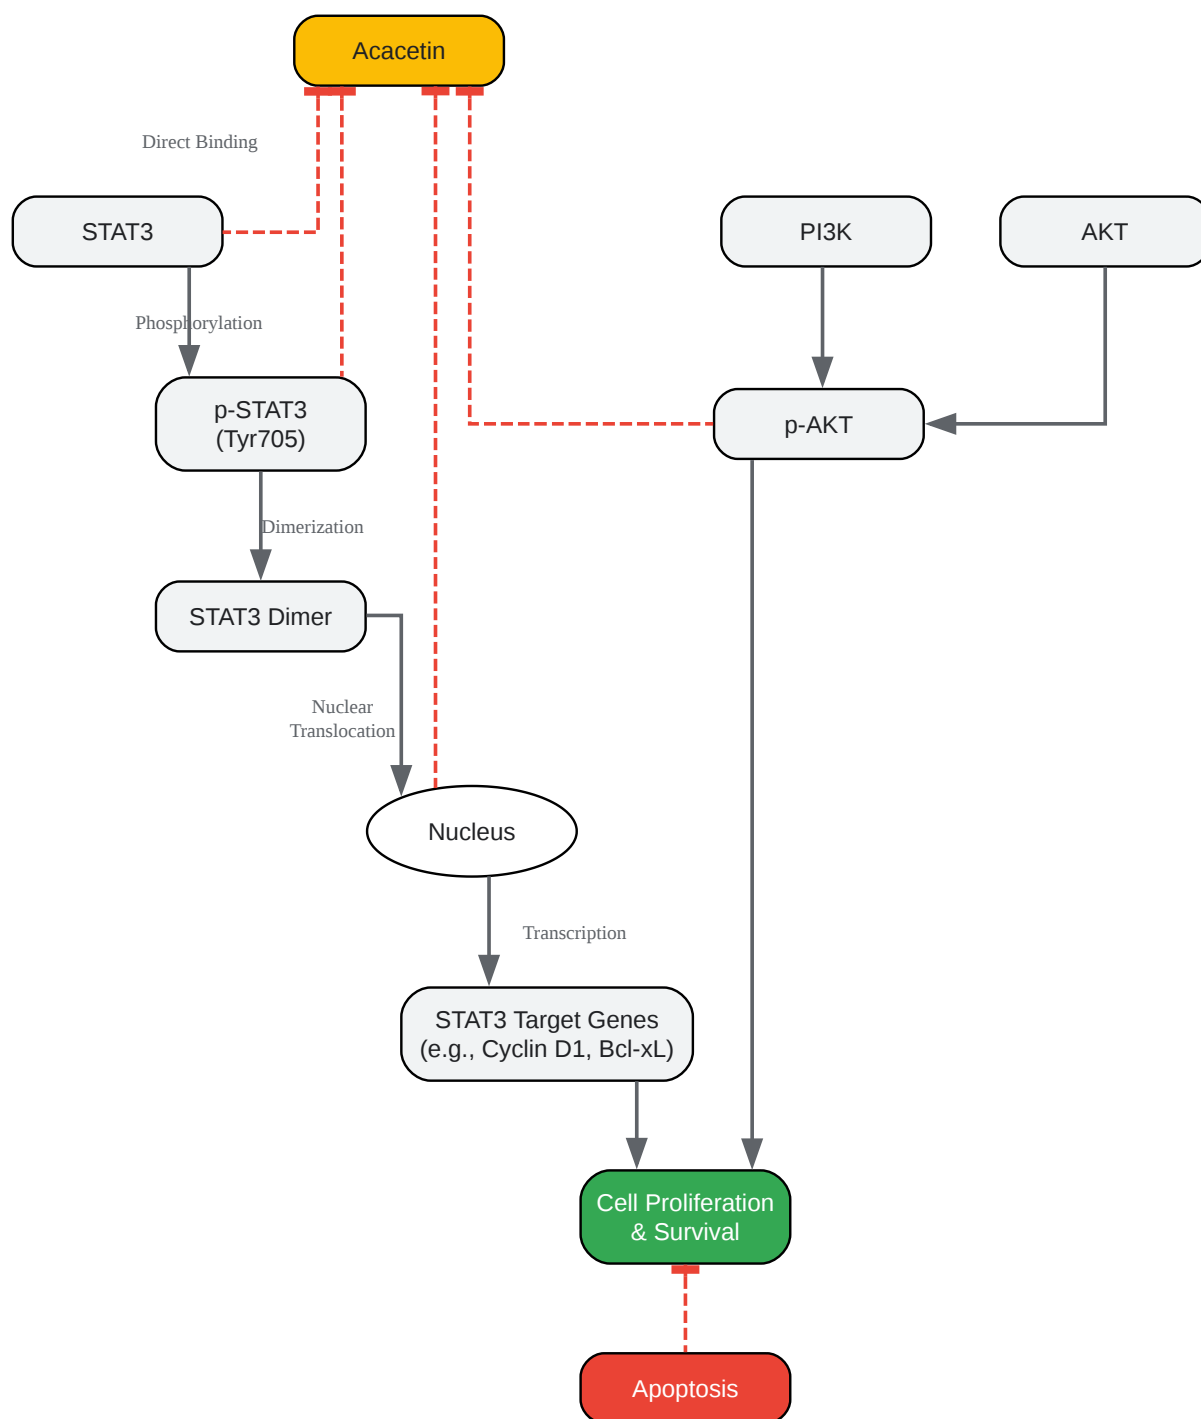 Acacetin
Direct Binding
STAT3
PI3K
AKT
Phosphorylation
p-STAT3
(Tyr705)
p-AKT
Dimerization
STAT3 Dimer
Nuclear
Translocation
Nucleus
Transcription
STAT3 Target Genes
(e.g., Cyclin D1, Bcl-xL)
Cell Proliferation
& Survival
Apoptosis